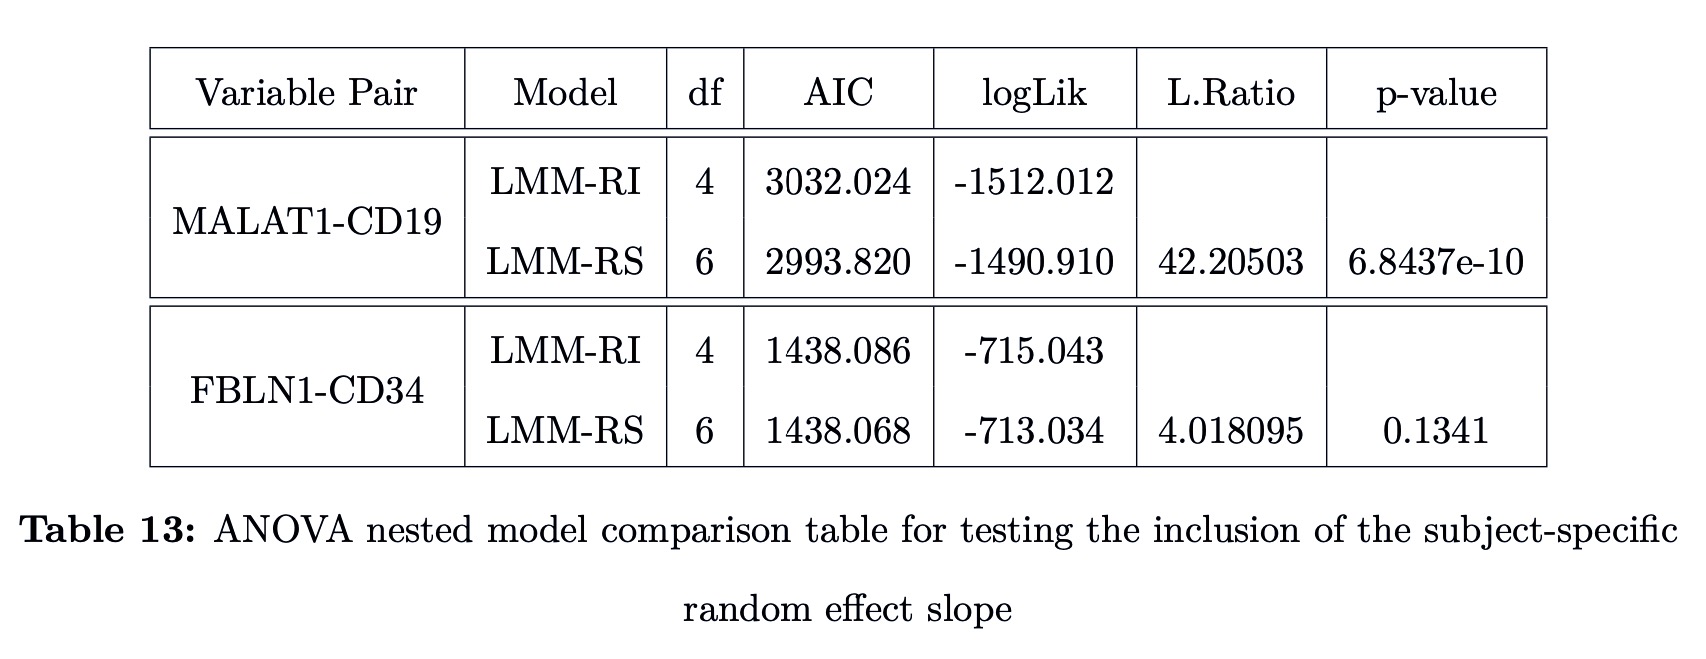 Variable Pair Model df AIC logLik L.Ratio p-value
LMM-RI 4 3032.024 -1512.012
MALAT1-CD19
LMM-RS 6 2993.820 -1490.910 42.20503 6.8437e-10
LMM-RI 4 1438.086 -715.043
FBLN1-CD34
LMM-RS 6 1438.068 -713.034 4.018095 0.1341
Table 13: ANOVA nested model comparison table for testing the inclusion of the subject-specific
random effect slope